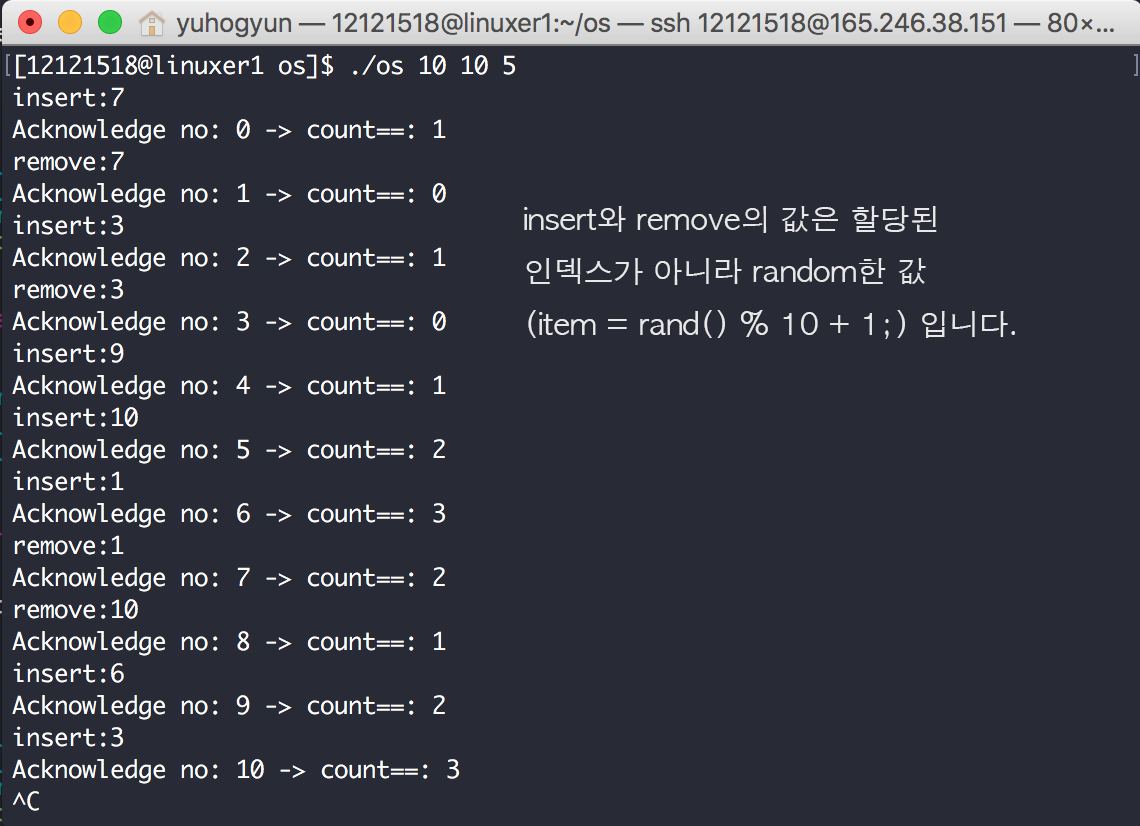 yuhogyun — 12121518@linuxer1:~/os — ssh 12121518@165.246.38.151 — 80×...
[[12121518@linuxer1 os]$ ./os 10 10 5 ]
insert:7
Acknowledge no: 0 -> count==: 1
remove:7
Acknowledge no: 1 -> count==: 0
insert:3
Acknowledge no: 2 -> count==: 1
remove:3
Acknowledge no: 3 -> count==: 0
insert:9
Acknowledge no: 4 -> count==: 1
insert:10
Acknowledge no: 5 -> count==: 2
insert:1
Acknowledge no: 6 -> count==: 3
remove:1
Acknowledge no: 7 -> count==: 2
remove:10
Acknowledge no: 8 -> count==: 1
insert:6
Acknowledge no: 9 -> count==: 2
insert:3
Acknowledge no: 10 -> count==: 3
^C
insert와 remove의 값은 할당된
인덱스가 아니라 random한 값
(item = rand() % 10 + 1;) 입니다.